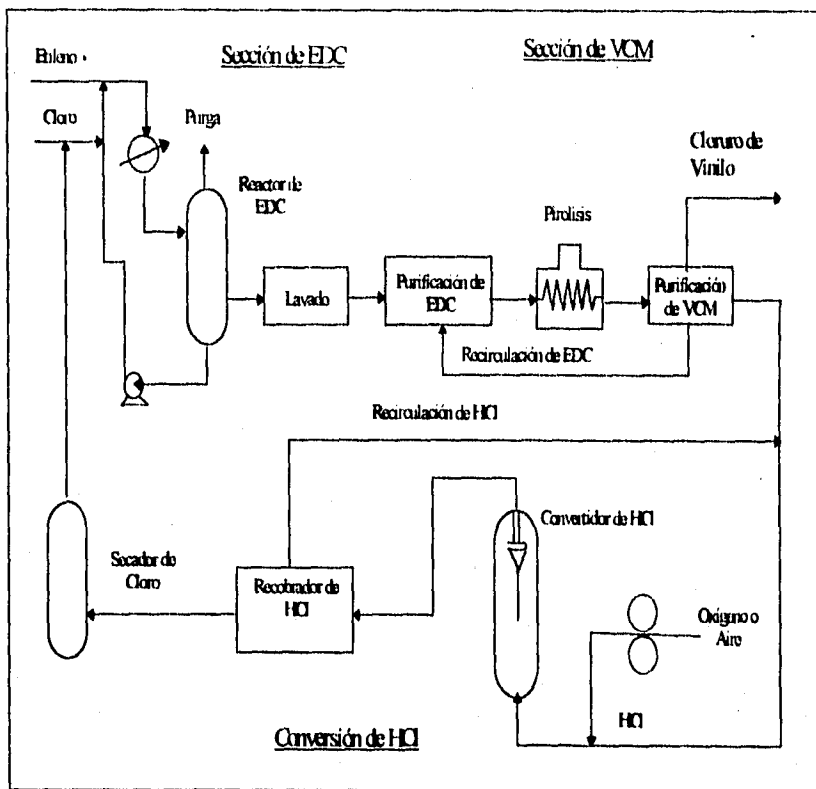 Sección de EDC
Sección de VCM
Etileno
Cloro
Purga
Reactor de
EDC
Cloruro de
Vinilo
Pirolisis
Lavado
Purificación de
EDC
Purificación
de VCM
Recirculación de EDC
Recirculación de HCl
Convertidor de HCl
Secador de
Cloro
Recobrador de
HCl
Oxígeno o
Aire
HCl
Conversión de HCl